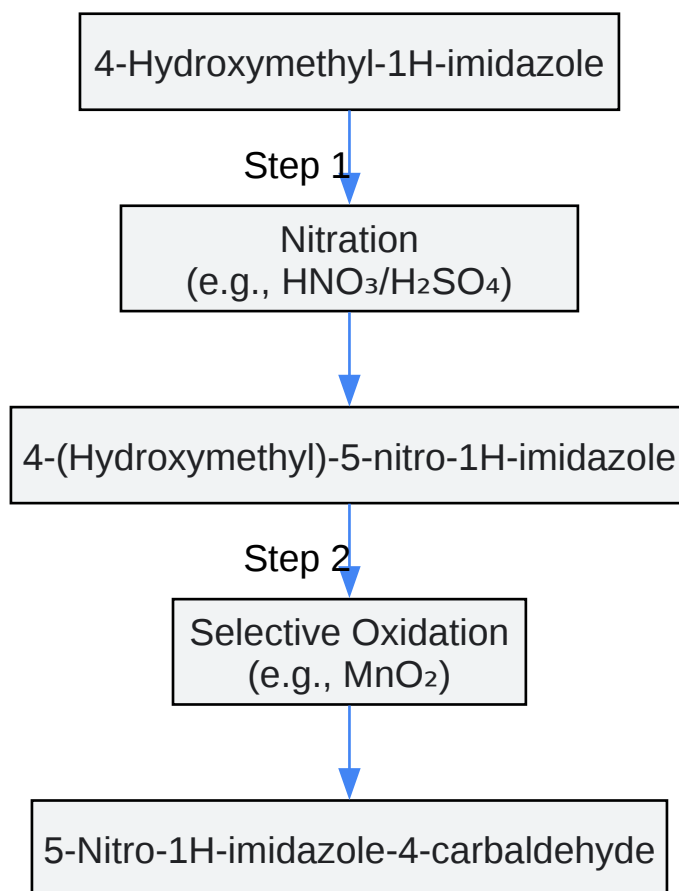 4-Hydroxymethyl-1H-imidazole
Step 1
Nitration
(e.g., HNO₃/H₂SO₄)
4-(Hydroxymethyl)-5-nitro-1H-imidazole
Step 2
Selective Oxidation
(e.g., MnO₂)
5-Nitro-1H-imidazole-4-carbaldehyde